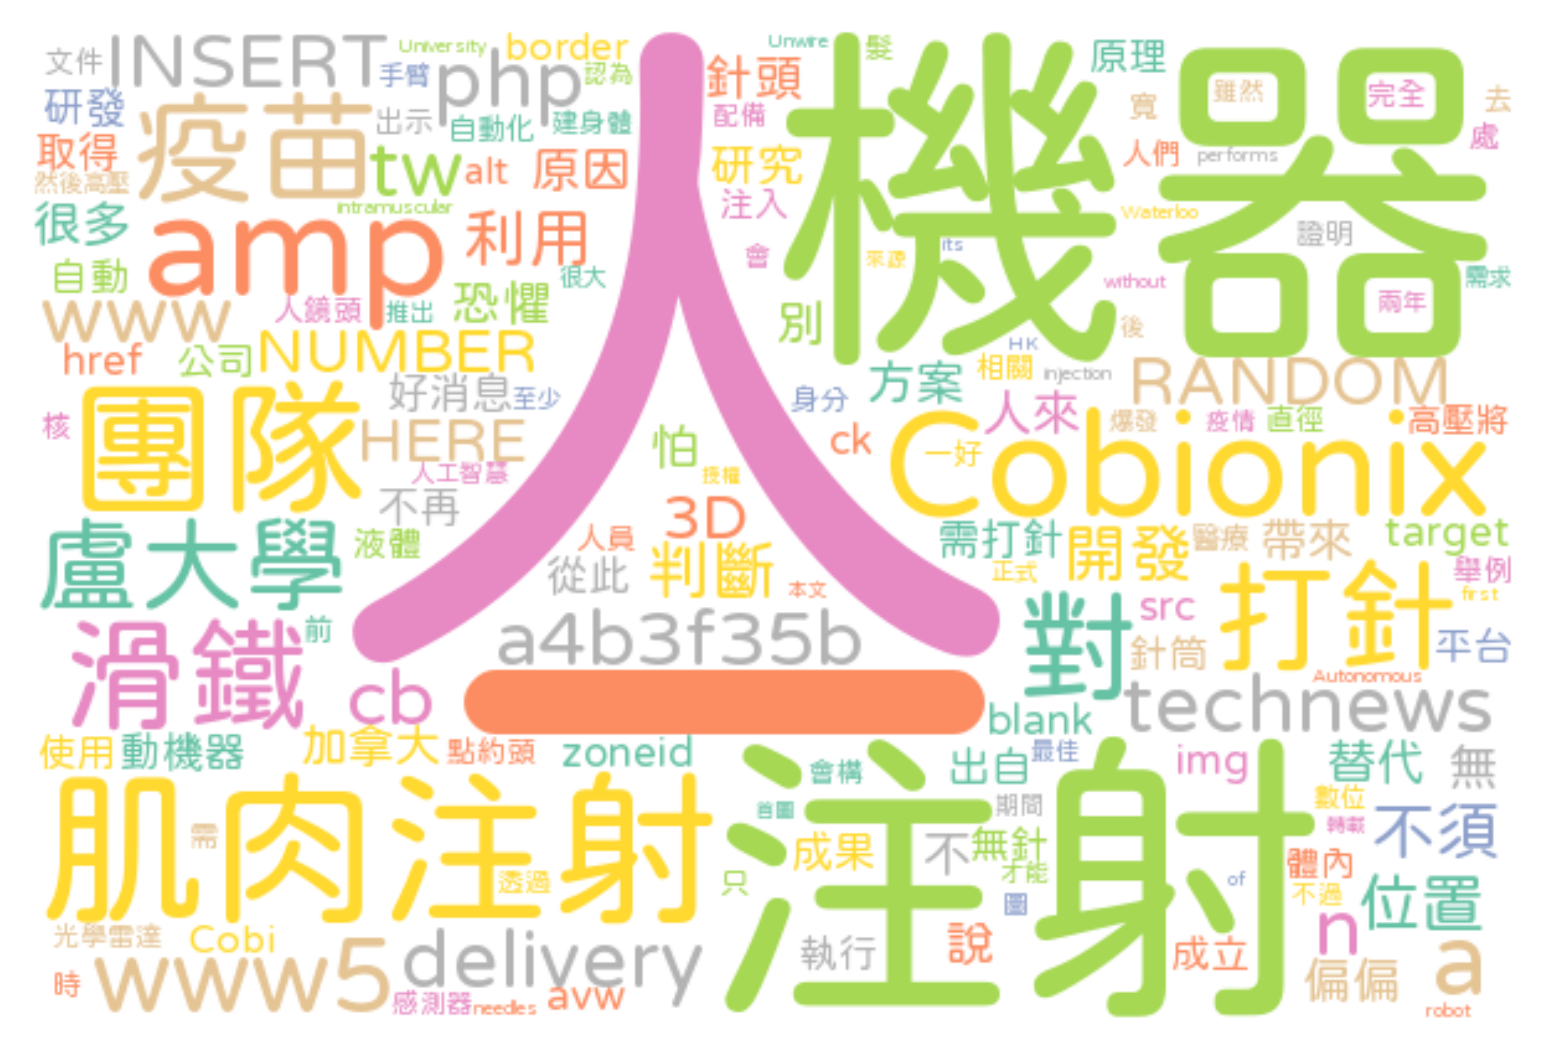 文件
INSERT
University
border
手臂
php
認為
Unwire
髮
針頭
原理
雖然
完全
去
研發
疫苗
出示
自動化
建身體
配備
機器
寬
處
取得
tw
alt
原因
研究
人們
performs
然後高壓
intramuscular
注入
Waterloo
很多
amp
利用
會
來源
its
證明
自動
很大
without
需求
www
人鏡頭
推出
恐懼
別
後
兩年
href
公司
NUMBER
人
HK
方案
相關
injection
RANDOM
團隊
好消息
至少
身分
人來
爆發
疫情
直徑
高壓將
核
HERE
怕
ck
一好
Cobionix
人工智慧
授權
不再
3D
盧大學
液體
人員
需打針
開發
醫療
帶來
target
從此
判斷
本文
正式
打針
舉例
first
滑鐵
前
a4b3f35b
對
src
針筒
平台
Autonomous
cb
一
blank
technews
使用
動機器
加拿大
點約頭
zoneid
會構
出自
最佳
img
替代
無
肌肉注射
需
透過
首圖
注射
期間
數位
轉載
不須
成果
不
無針
才能
體內
只
圖
of
不過
位置
光學雷達
Cobi
delivery
執行
說
成立
n
偏偏
a
時
www5
感測器
needles
avw
robot